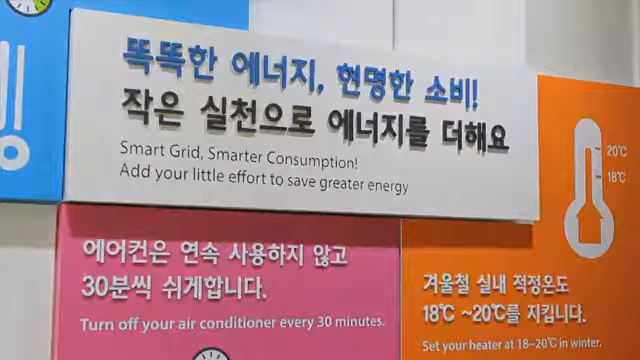 똑똑한 에너지, 현명한 소비!
작은 실천으로 에너지를 더해요
Smart Grid, Smarter Consumption!
Add your little effort to save greater energy
20℃
18℃
에어컨은 연속 사용하지 않고
30분씩 쉬게합니다.
Turn off your air conditioner every 30 minutes.
겨울철 실내 적정온도
18℃ ~20℃를 지킵니다.
Set your heater at 18~20℃ in winter.